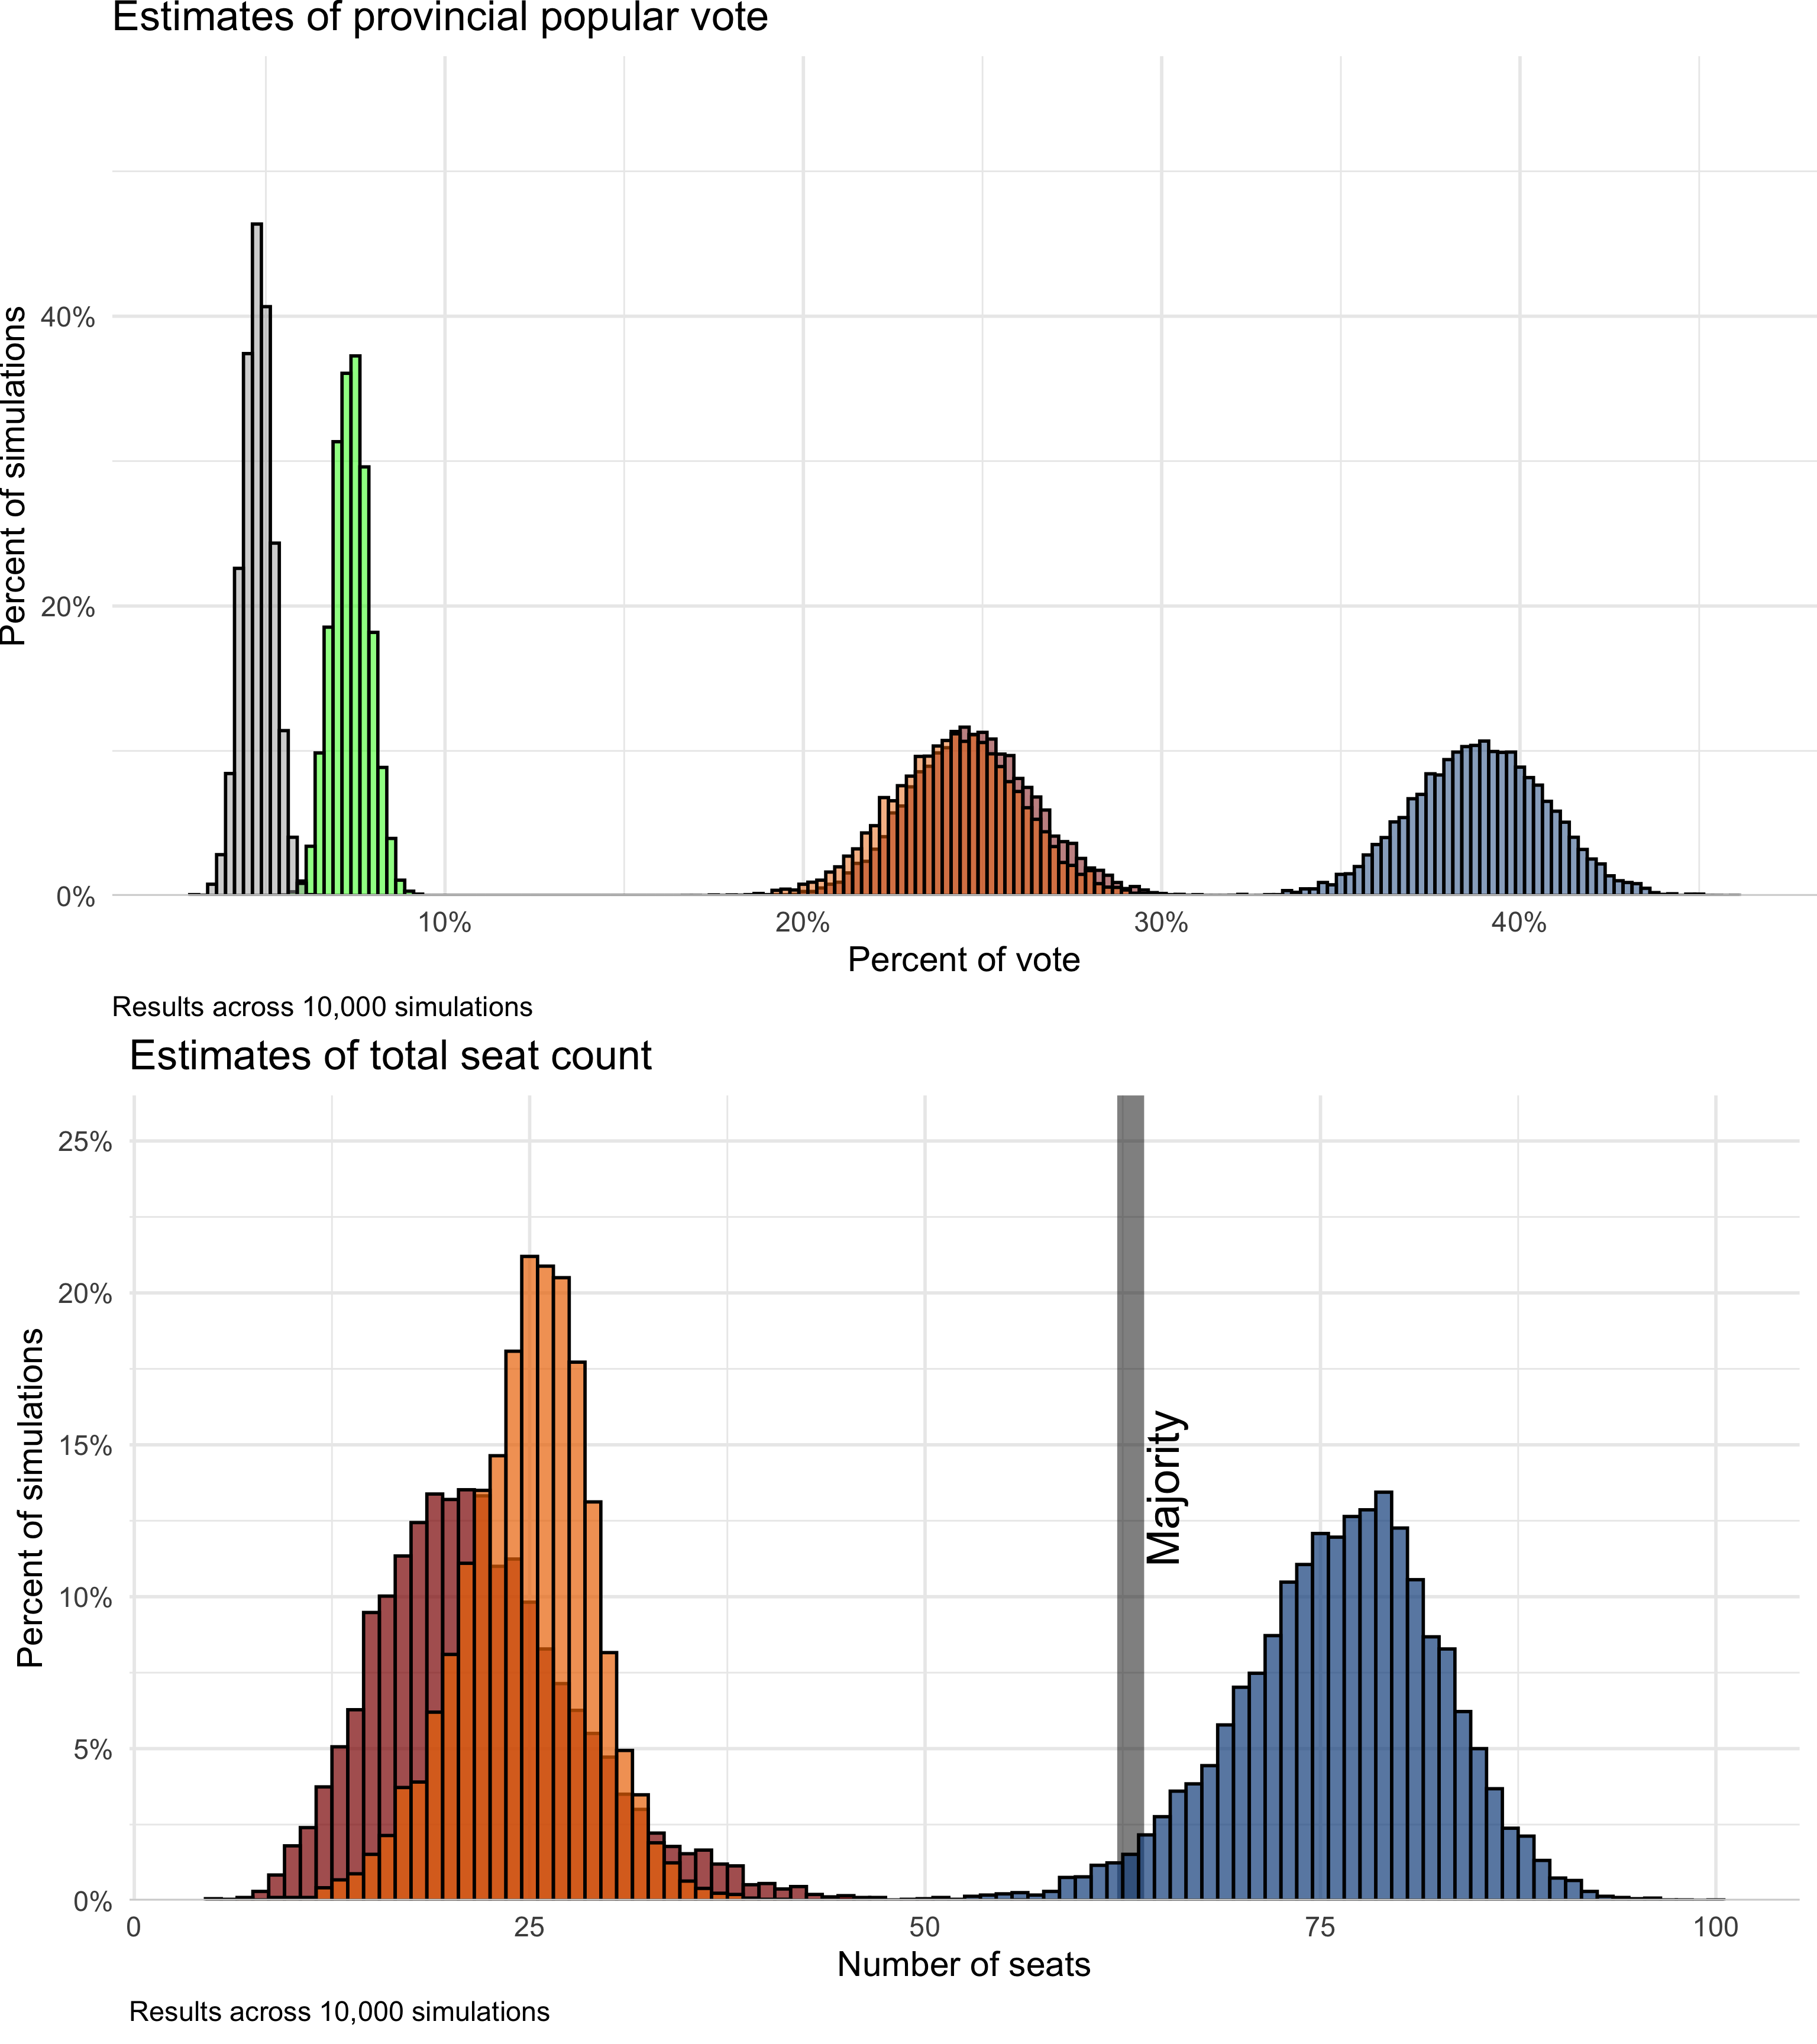 Estimates of provincial popular vote
Percent of simulations
40%
20%
0%
10%
20%
30%
40%
Percent of vote
Results across 10,000 simulations
Estimates of total seat count
Percent of simulations
25%
20%
15%
10%
5%
0%
Majority
0
25
50
75
100
Number of seats
Results across 10,000 simulations